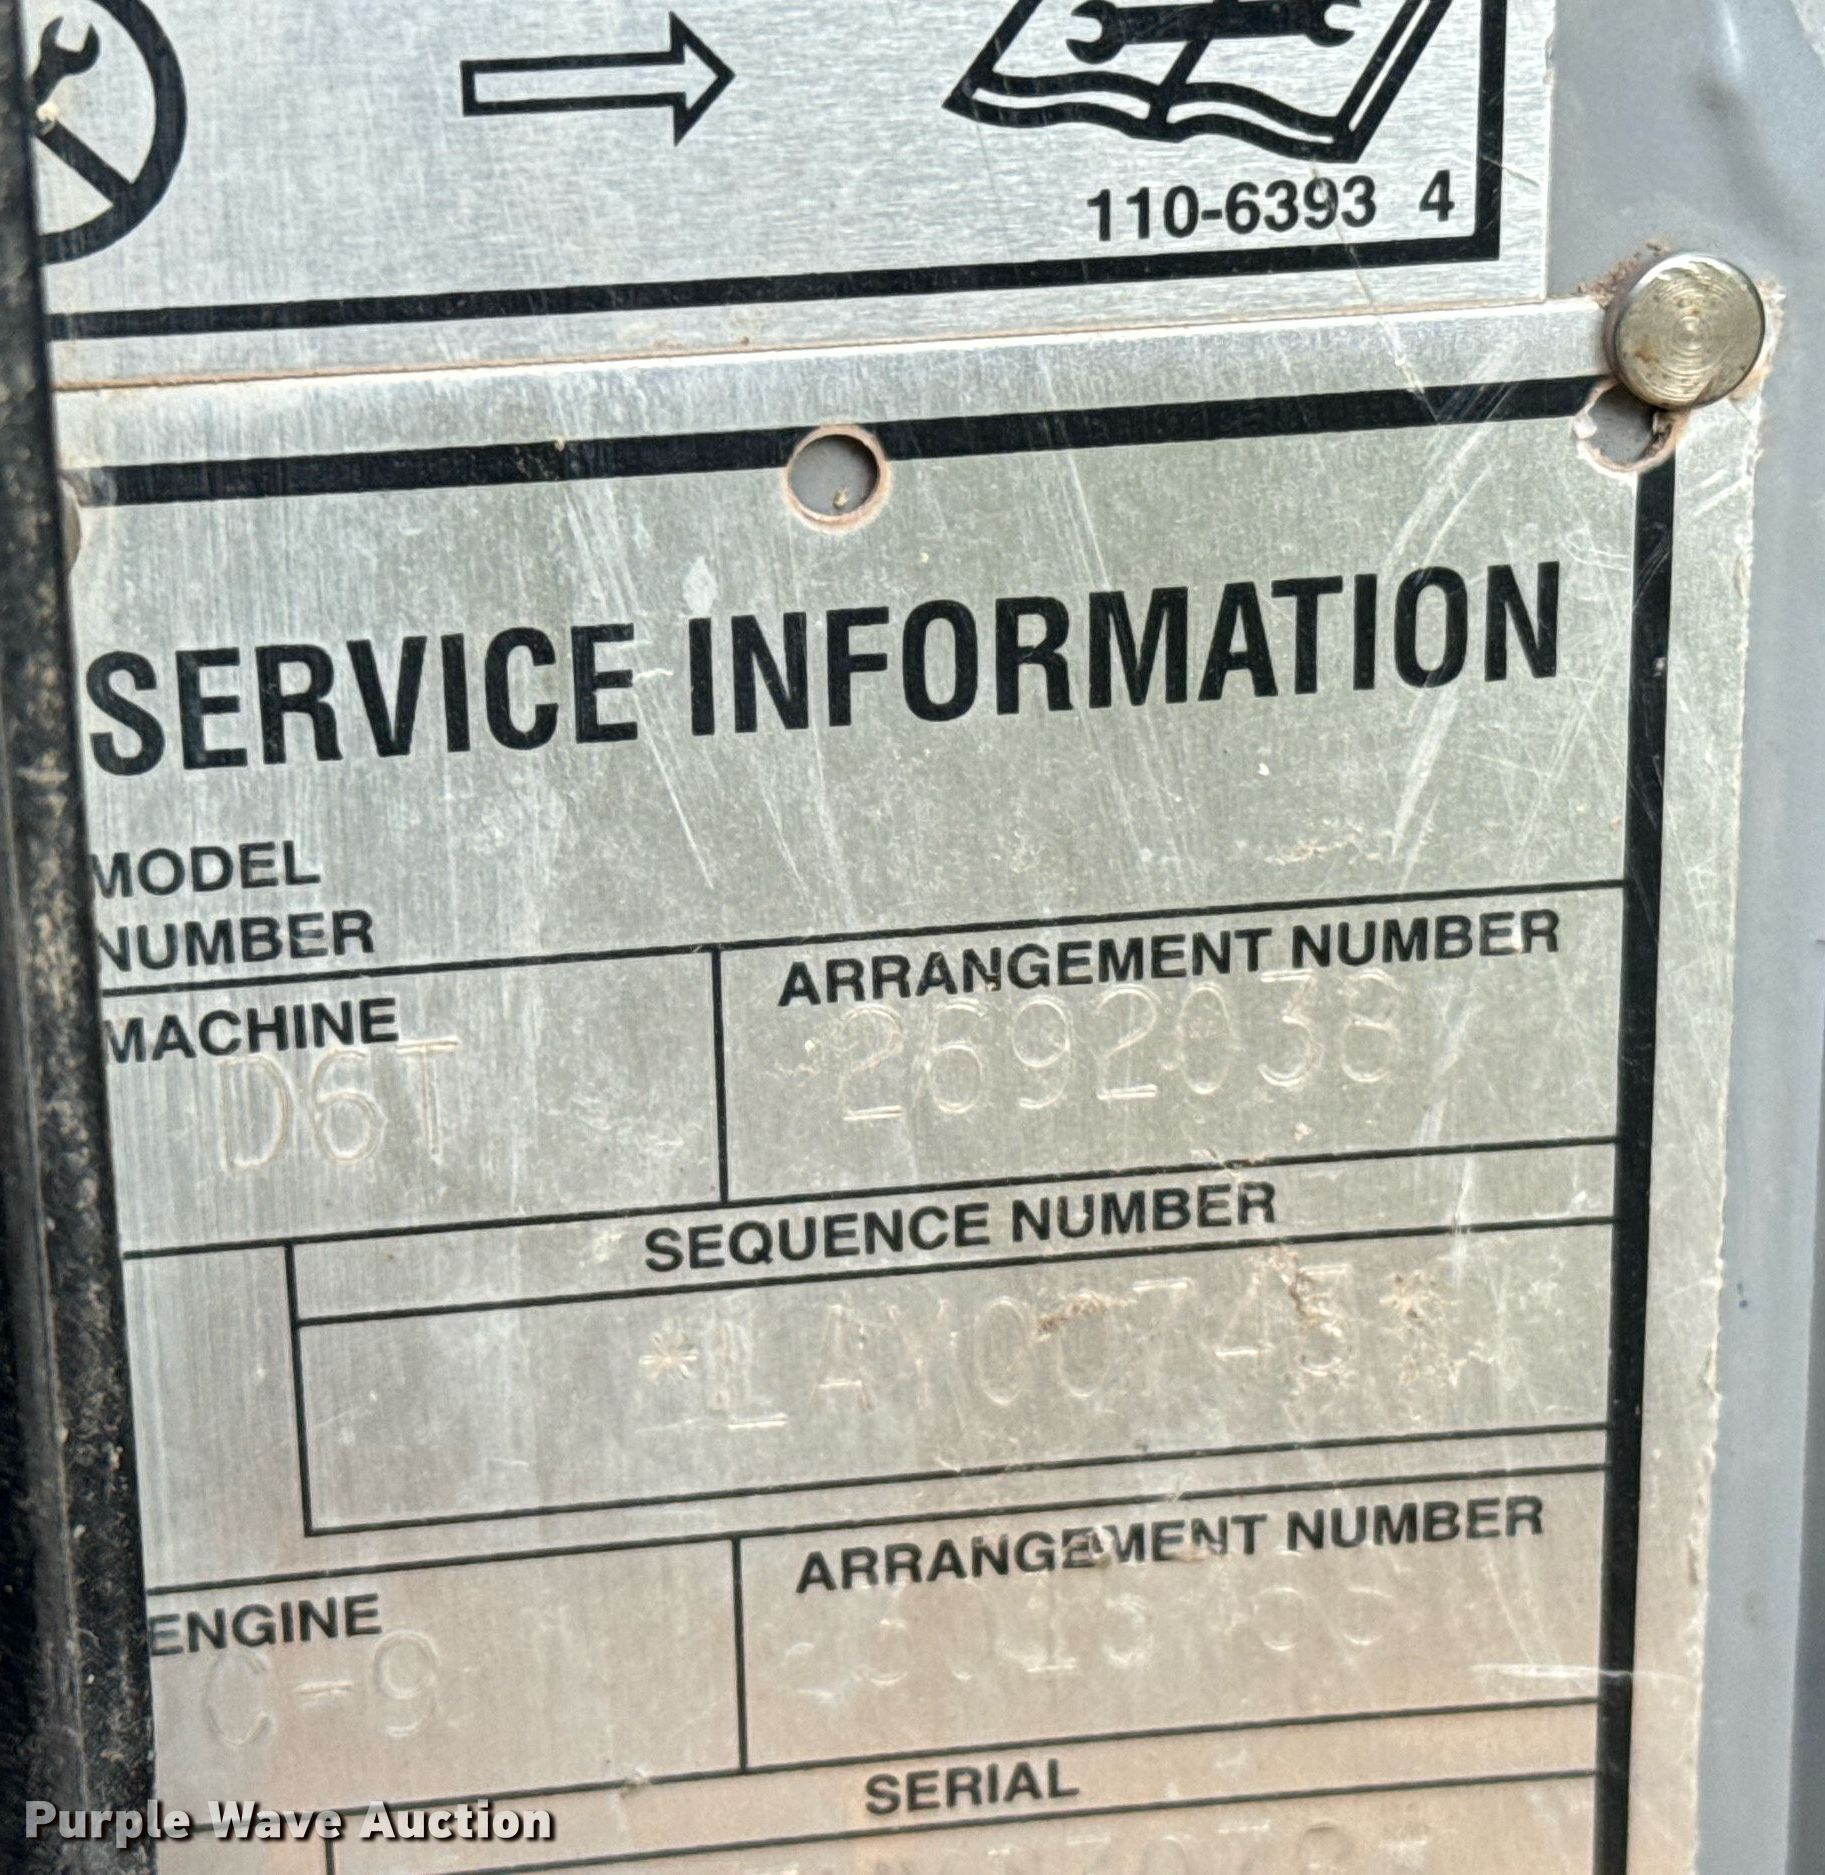 110-6393 4
SERVICE INFORMATION
MODEL
NUMBER
MACHINE
D6T
ARRANGEMENT NUMBER
2692038
SEQUENCE NUMBER
*LAY00745*
ENGINE
C-9
ARRANGEMENT NUMBER
SERIAL
Purple Wave Auction